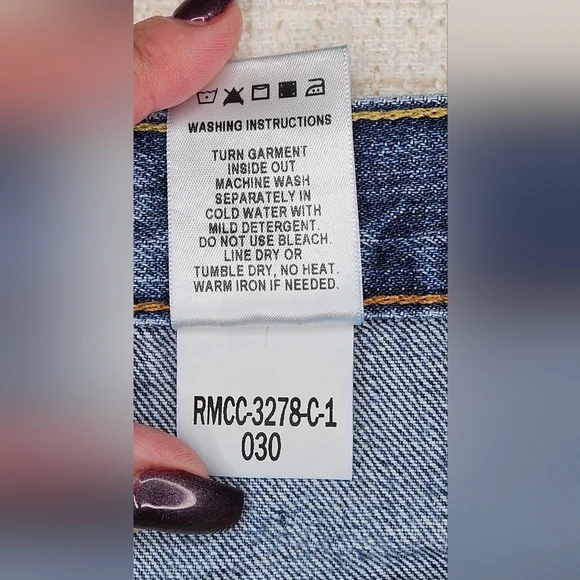 WASHING INSTRUCTIONS
TURN GARMENT
INSIDE OUT
MACHINE WASH
SEPARATELY IN
COLD WATER WITH
MILD DETERGENT.
DO NOT USE BLEACH.
LINE DRY OR
TUMBLE DRY, NO HEAT.
WARM IRON IF NEEDED.
RMCC-3278-C-1
030